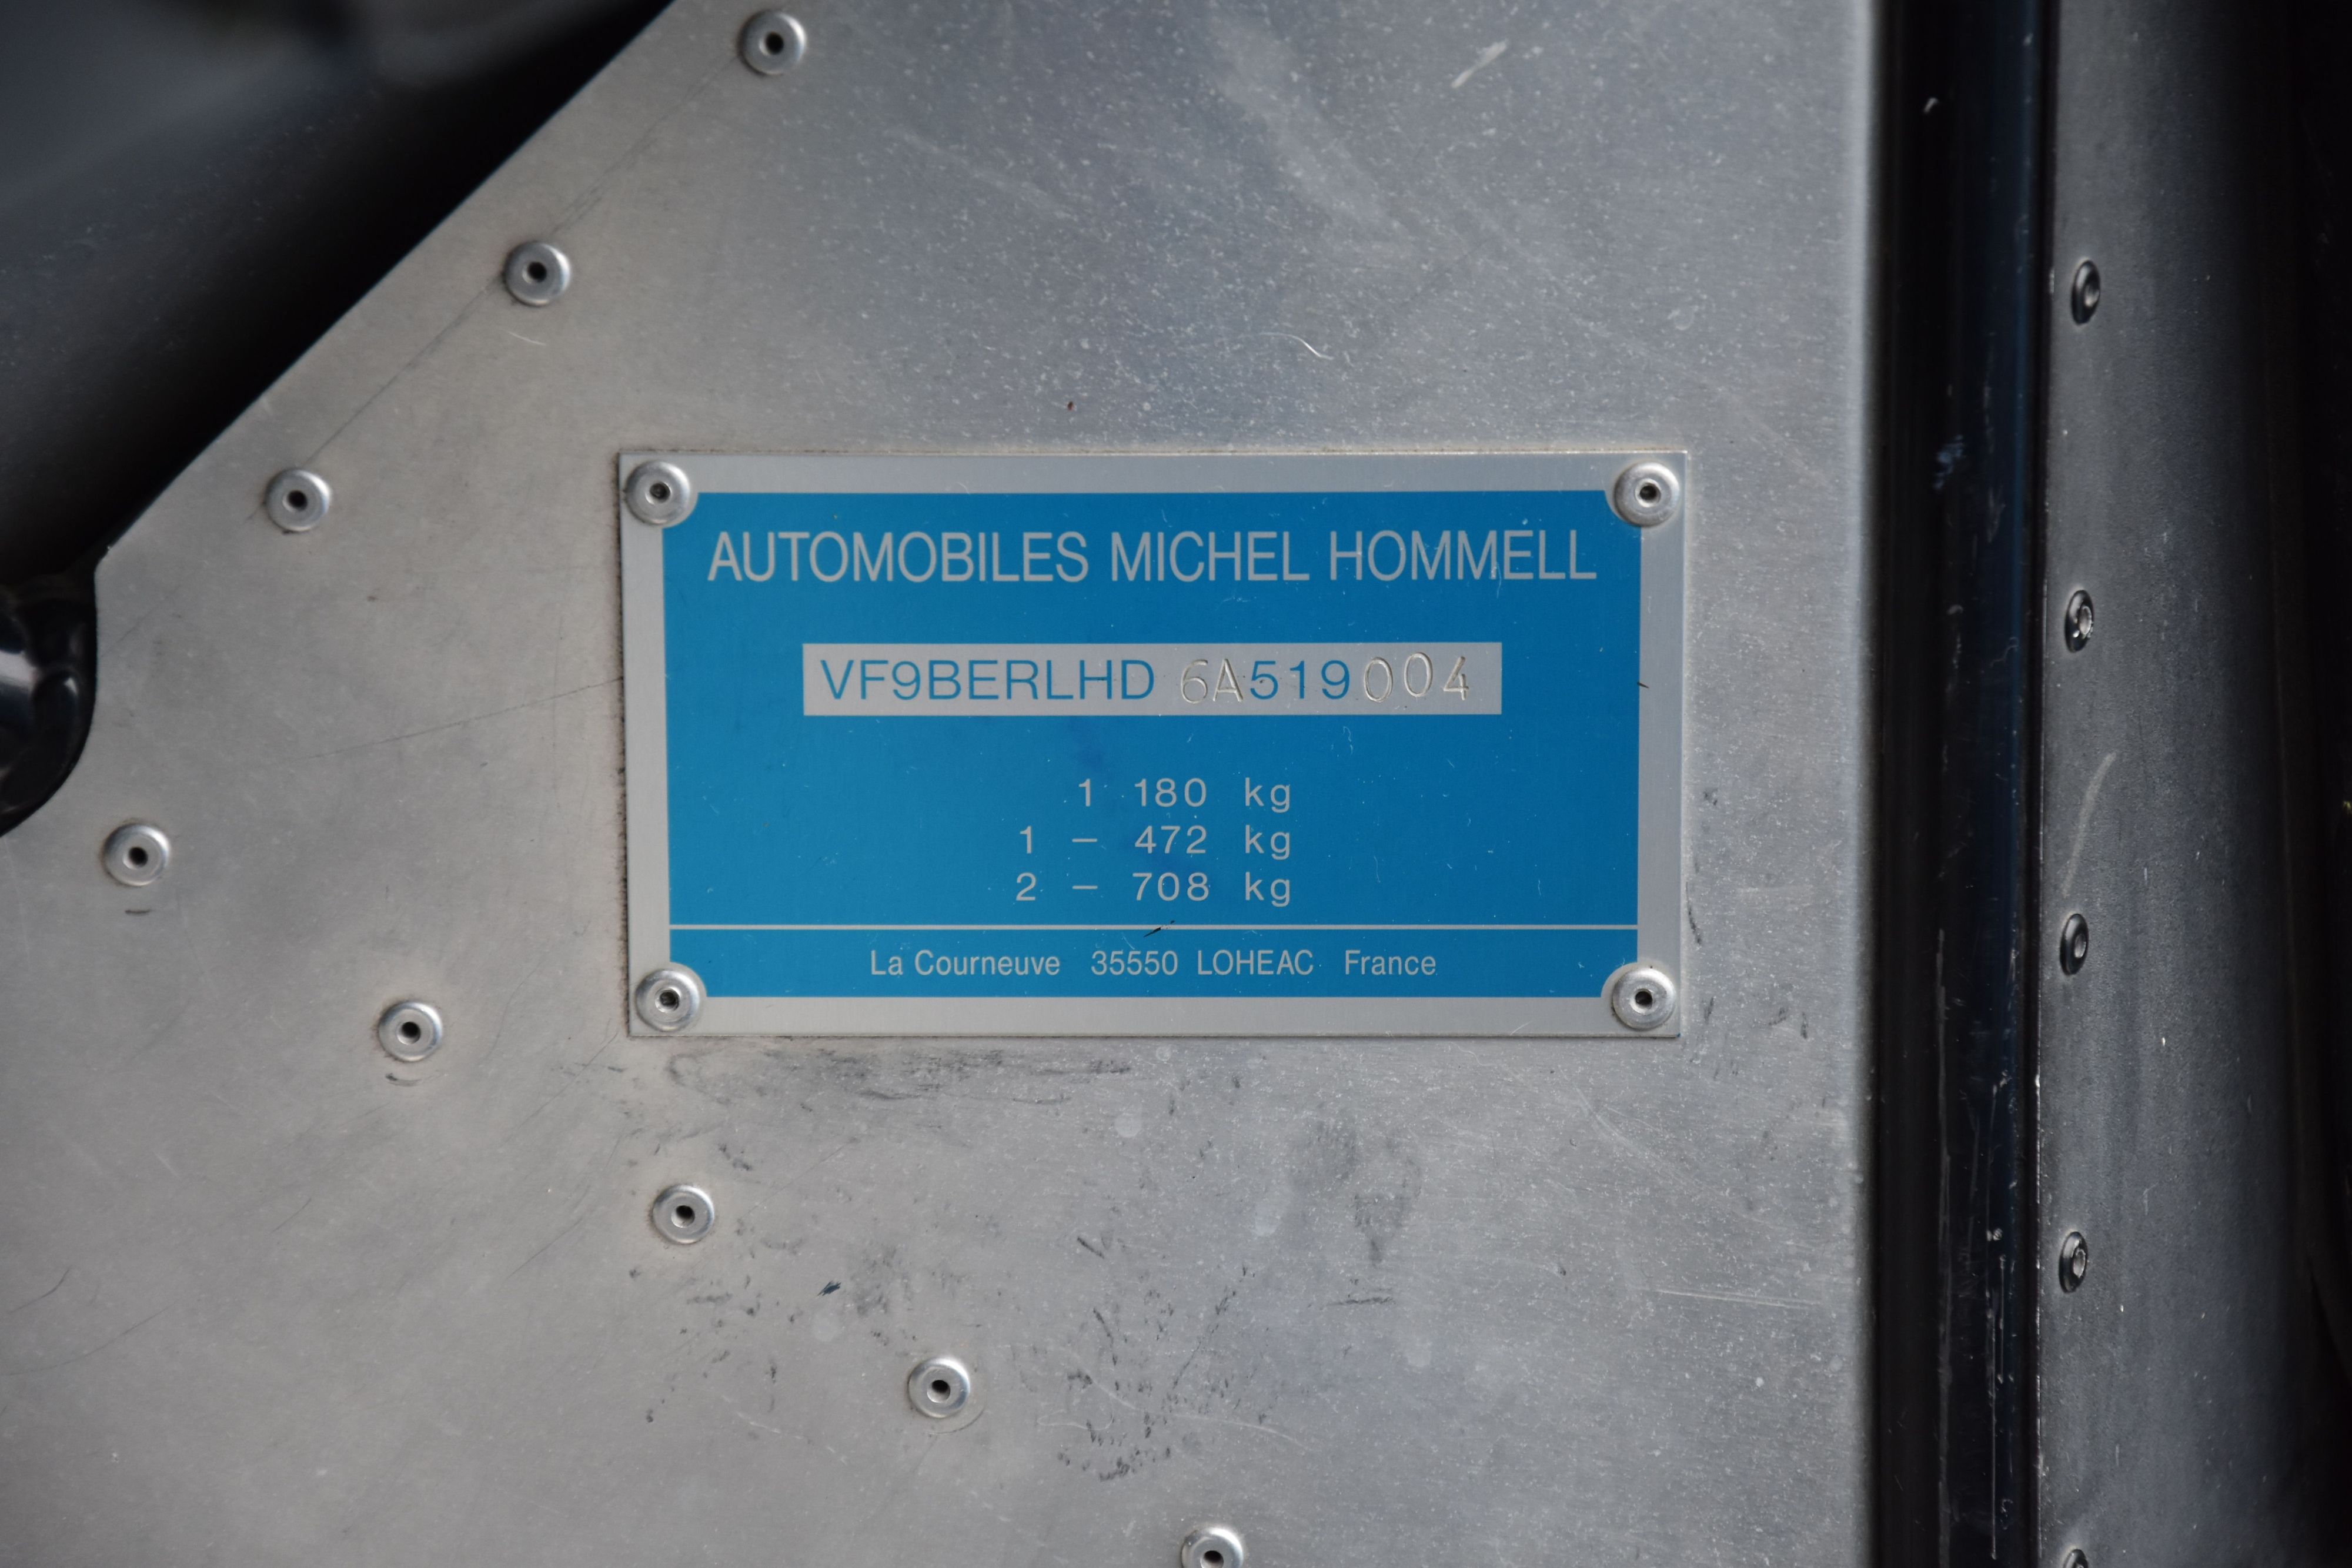 AUTOMOBILES MICHEL HOMMELL
VF9BERLHD 6A519004
1 180 kg
1 – 472 kg
2 – 708 kg
La Courneuve 35550 LOHEAC France